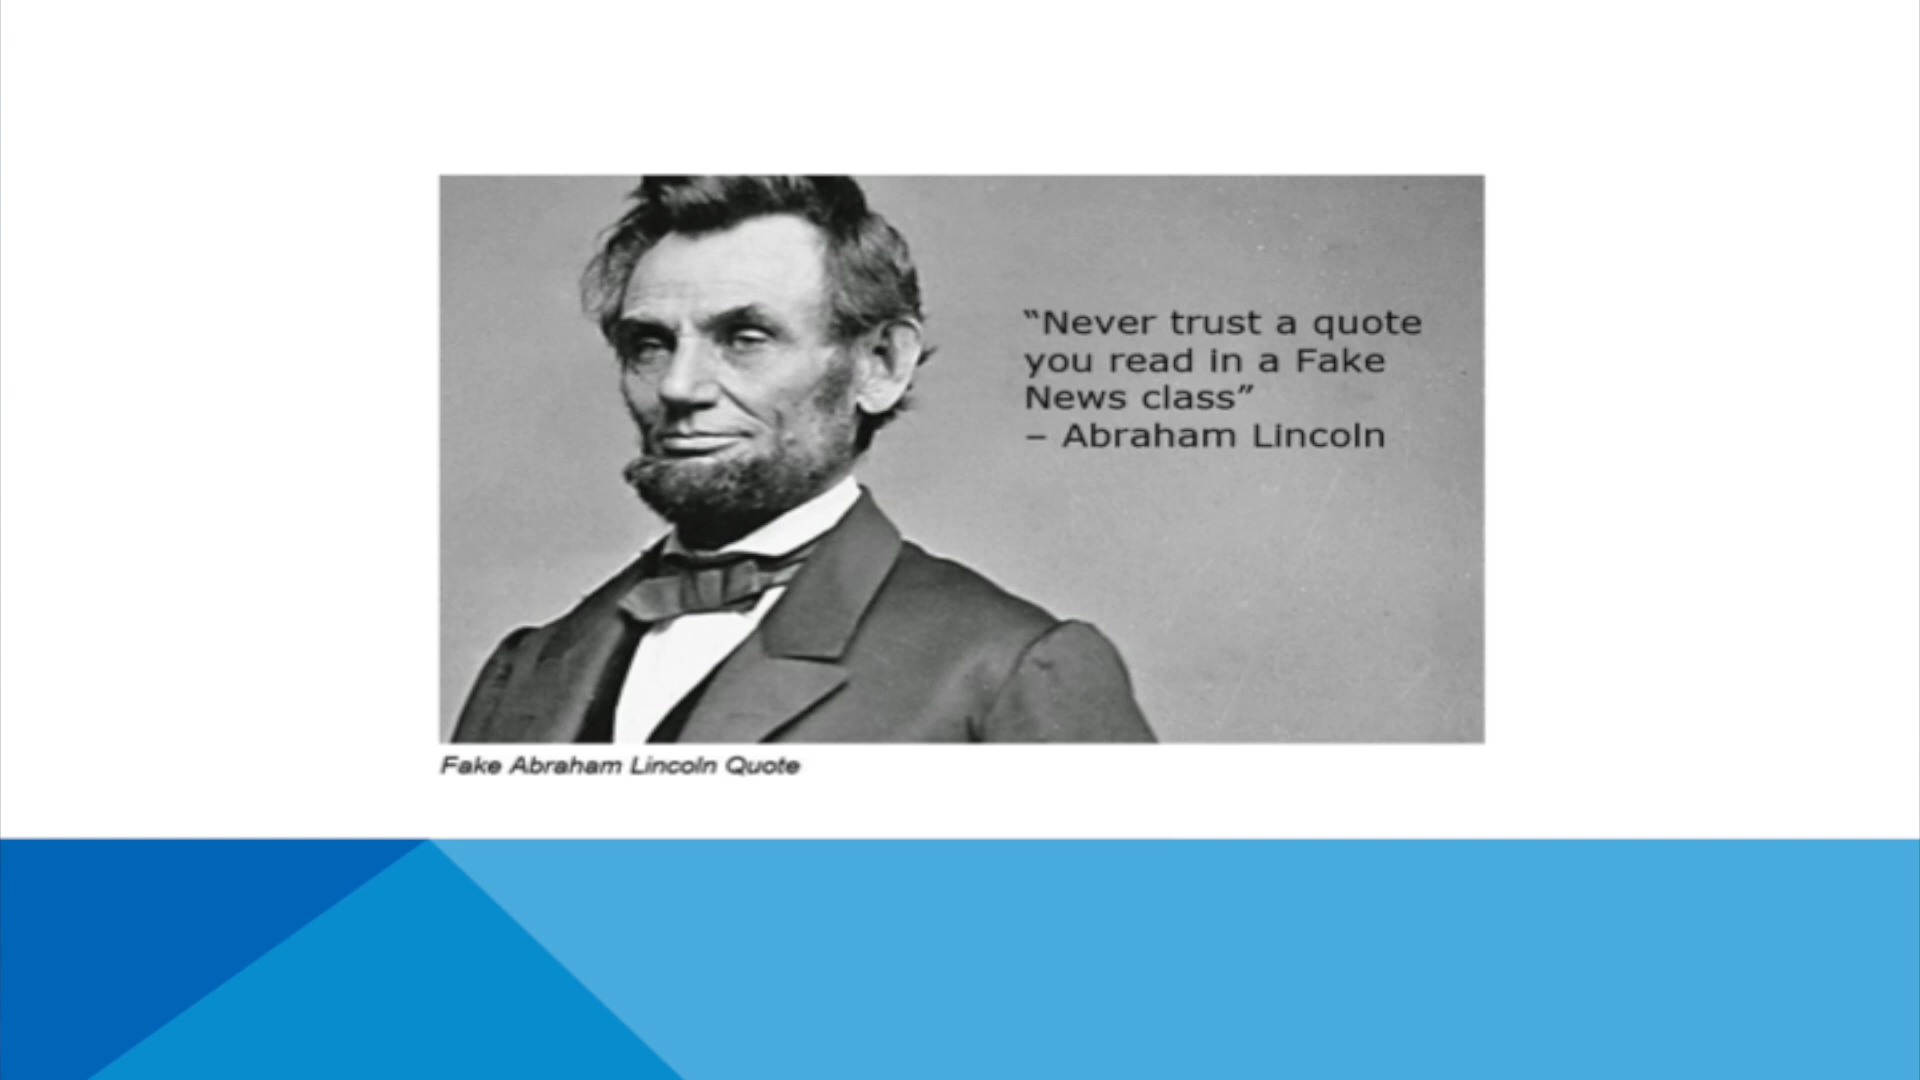 “Never trust a quote
you read in a Fake
News class”
– Abraham Lincoln
Fake Abraham Lincoln Quote